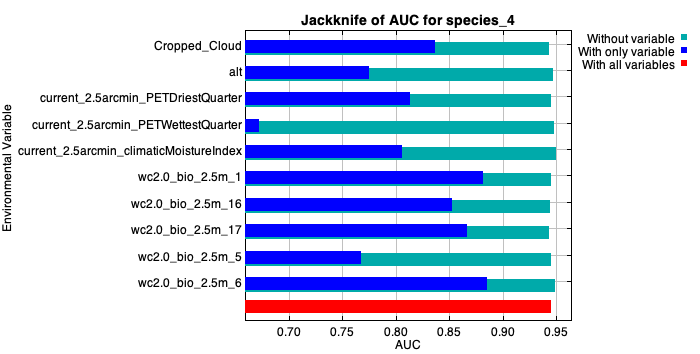 Jackknife of AUC for species_4
Without variable
With only variable
With all variables
Environmental Variable
Cropped_Cloud
alt
current_2.5arcmin_PETDriestQuarter
current_2.5arcmin_PETWettestQuarter
current_2.5arcmin_climaticMoistureIndex
wc2.0_bio_2.5m_1
wc2.0_bio_2.5m_16
wc2.0_bio_2.5m_17
wc2.0_bio_2.5m_5
wc2.0_bio_2.5m_6
0.70 0.75 0.80 0.85 0.90 0.95
AUC